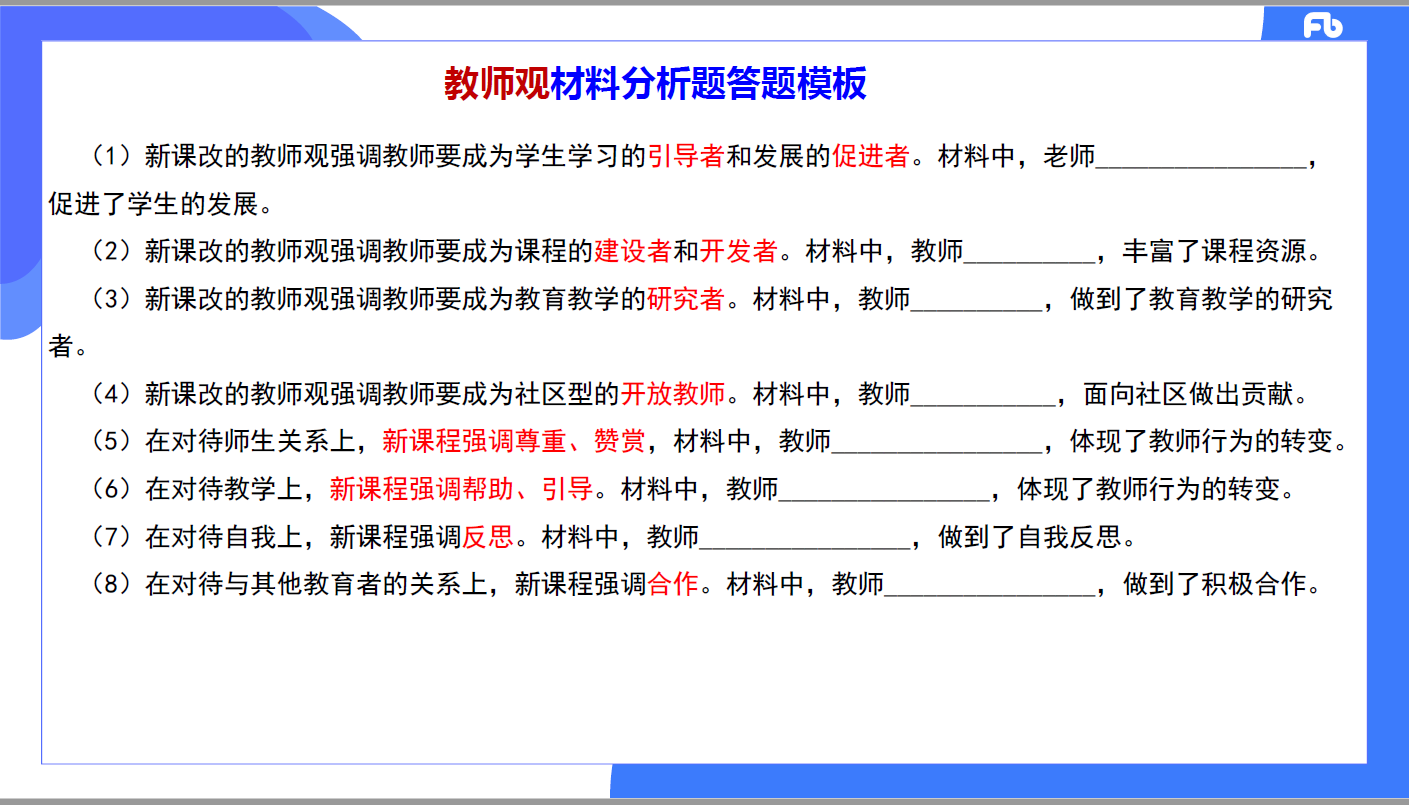 Fb
教师观材料分析题答题模板
（1）新课改的教师观强调教师要成为学生学习的引导者和发展的促进者。材料中，老师________________，
促进了学生的发展。
（2）新课改的教师观强调教师要成为课程的建设者和开发者。材料中，教师__________，丰富了课程资源。
（3）新课改的教师观强调教师要成为教育教学的研究者。材料中，教师__________，做到了教育教学的研究
者。
（4）新课改的教师观强调教师要成为社区型的开放教师。材料中，教师___________，面向社区做出贡献。
（5）在对待师生关系上，新课程强调尊重、赞赏，材料中，教师________________，体现了教师行为的转变。
（6）在对待教学上，新课程强调帮助、引导。材料中，教师________________，体现了教师行为的转变。
（7）在对待自我上，新课程强调反思。材料中，教师________________，做到了自我反思。
（8）在对待与其他教育者的关系上，新课程强调合作。材料中，教师________________，做到了积极合作。